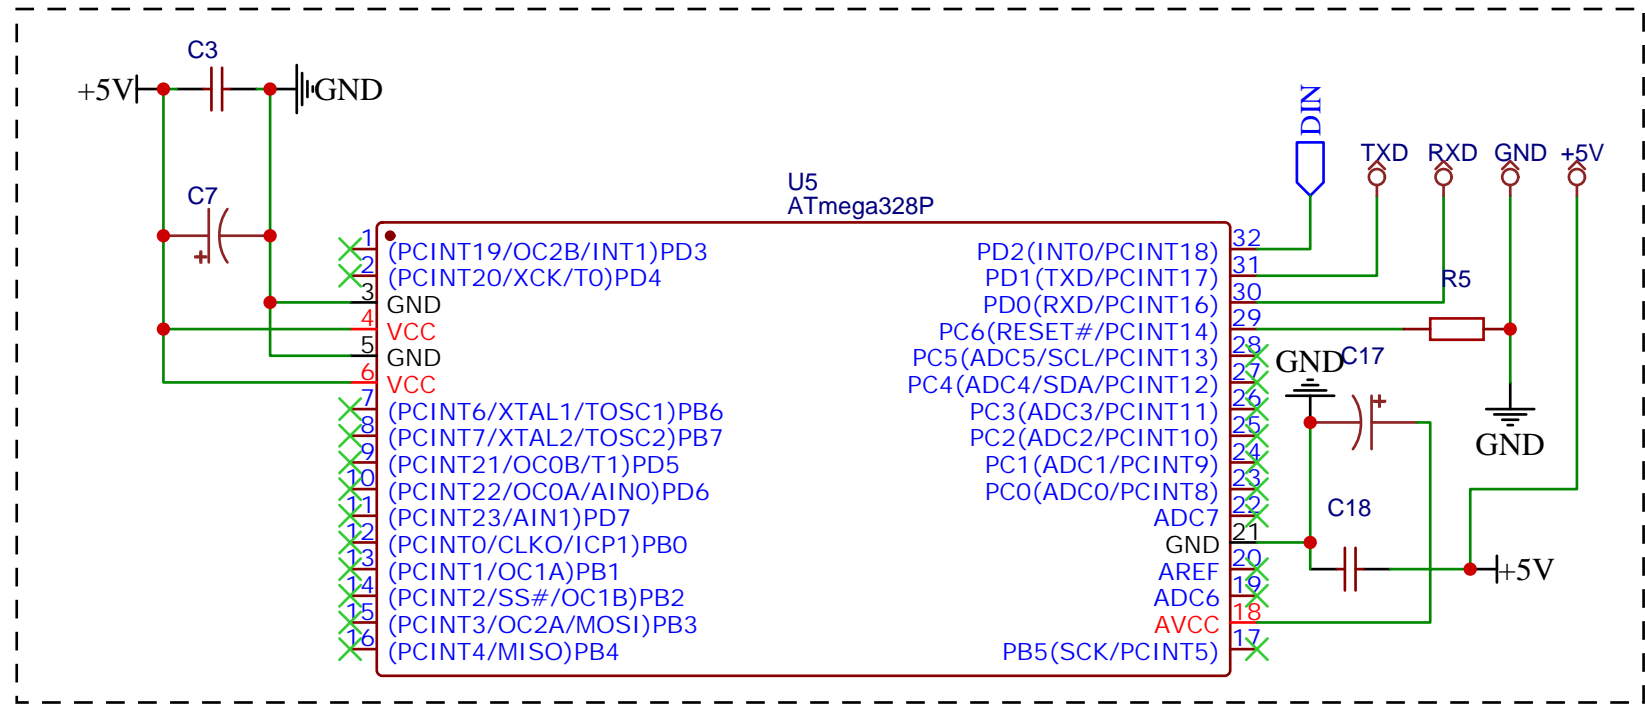 C3
+5V
GND
C7
DIN
TXD
RXD
GND
+5V
U5
ATmega328P
1 (PCINT19/OC2B/INT1)PD3
2 (PCINT20/XCK/T0)PD4
3 GND
4 VCC
5 GND
6 VCC
7 (PCINT6/XTAL1/TOSC1)PB6
8 (PCINT7/XTAL2/TOSC2)PB7
9 (PCINT21/OC0B/T1)PD5
10 (PCINT22/OC0A/AIN0)PD6
11 (PCINT23/AIN1)PD7
12 (PCINT0/CLKO/ICP1)PB0
13 (PCINT1/OC1A)PB1
14 (PCINT2/SS#/OC1B)PB2
15 (PCINT3/OC2A/MOSI)PB3
16 (PCINT4/MISO)PB4
PD2(INT0/PCINT18) 32
PD1(TXD/PCINT17) 31
PD0(RXD/PCINT16) 30
PC6(RESET#/PCINT14) 29
PC5(ADC5/SCL/PCINT13) 28
PC4(ADC4/SDA/PCINT12) 27
PC3(ADC3/PCINT11) 26
PC2(ADC2/PCINT10) 25
PC1(ADC1/PCINT9) 24
PC0(ADC0/PCINT8) 23
ADC7 22
GND 21
AREF 20
ADC6 19
AVCC 18
PB5(SCK/PCINT5) 17
R5
GND
C17
+
GND
C18
+5V
+